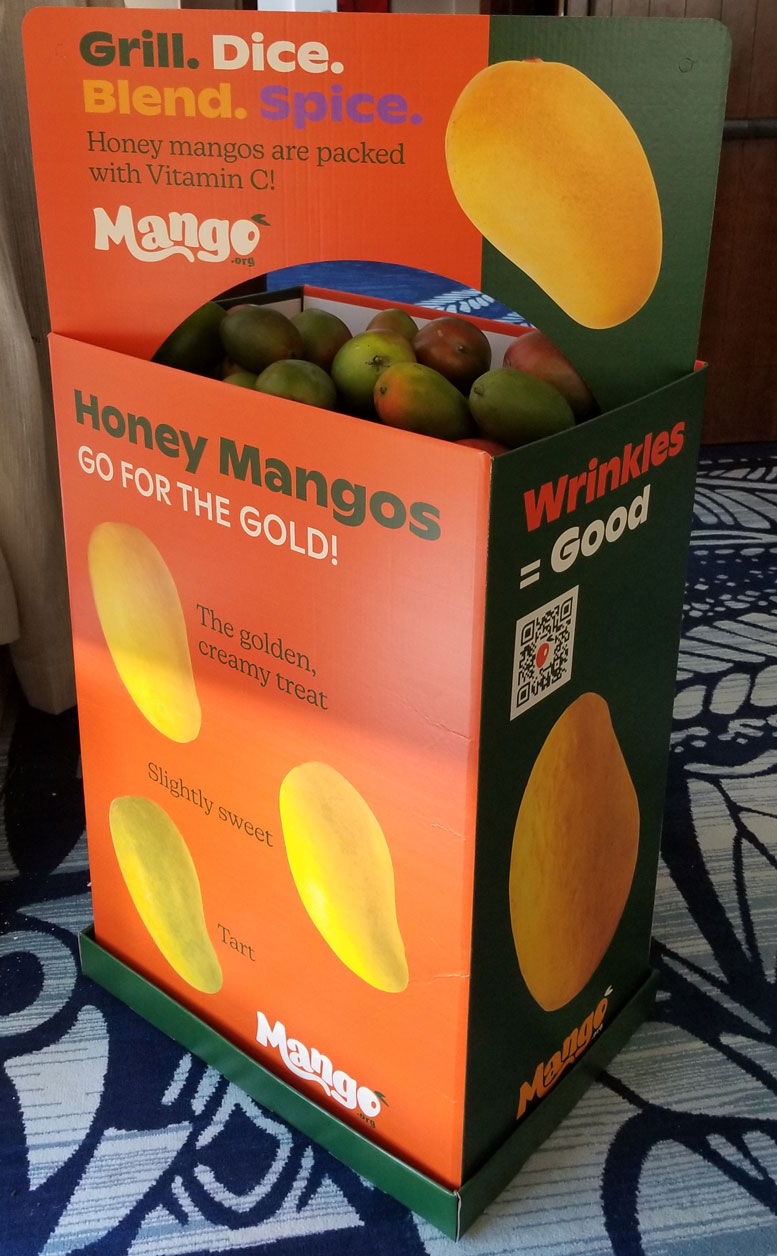 Grill. Dice.
Blend. Spice.
Honey mangos are packed
with Vitamin C!
Mango
.org
Honey Mangos
GO FOR THE GOLD!
The golden,
creamy treat
Slightly sweet
Tart
Mango
.org
Wrinkles
= Good
Mango
.org